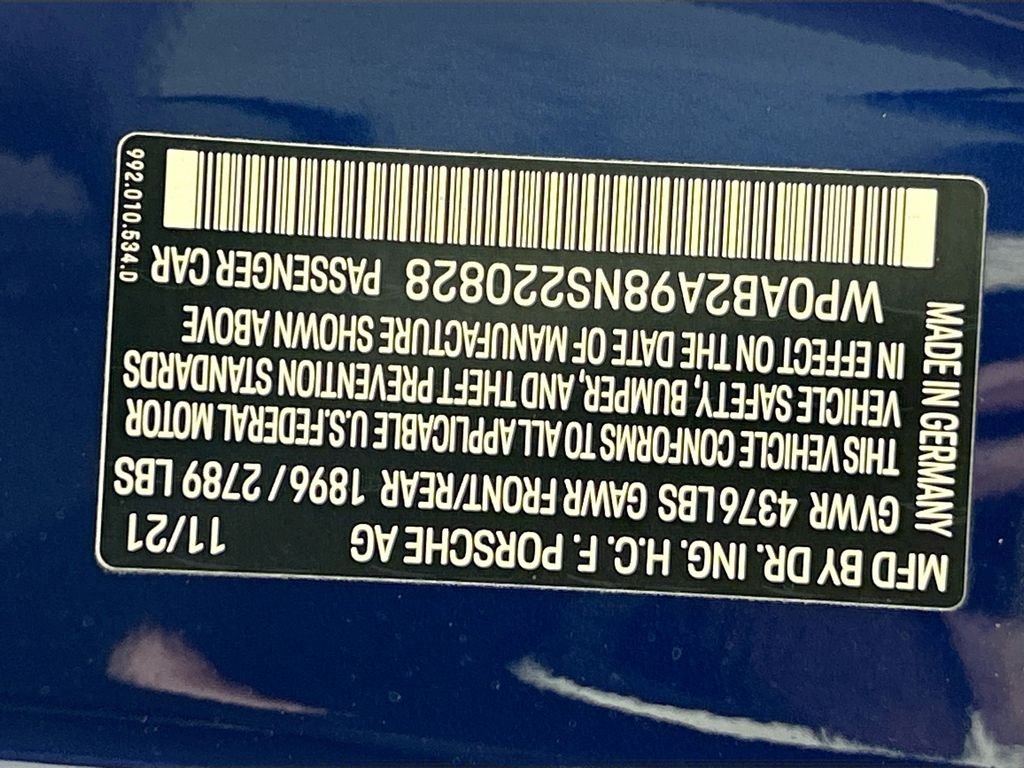 MFD BY DR. ING. H.C. F. PORSCHE AG 11/21
GVWR 4376LBS GAWR FRONT/REAR 1896/ 2789 LBS
THIS VEHICLE CONFORMS TO ALL APPLICABLE U.S.FEDERAL MOTOR
VEHICLE SAFETY, BUMPER, AND THEFT PREVENTION STANDARDS
IN EFFECT ON THE DATE OF MANUFACTURE SHOWN ABOVE
WP0AB2A98NS220828 PASSENGER CAR
MADE IN GERMANY
992.010.534.0